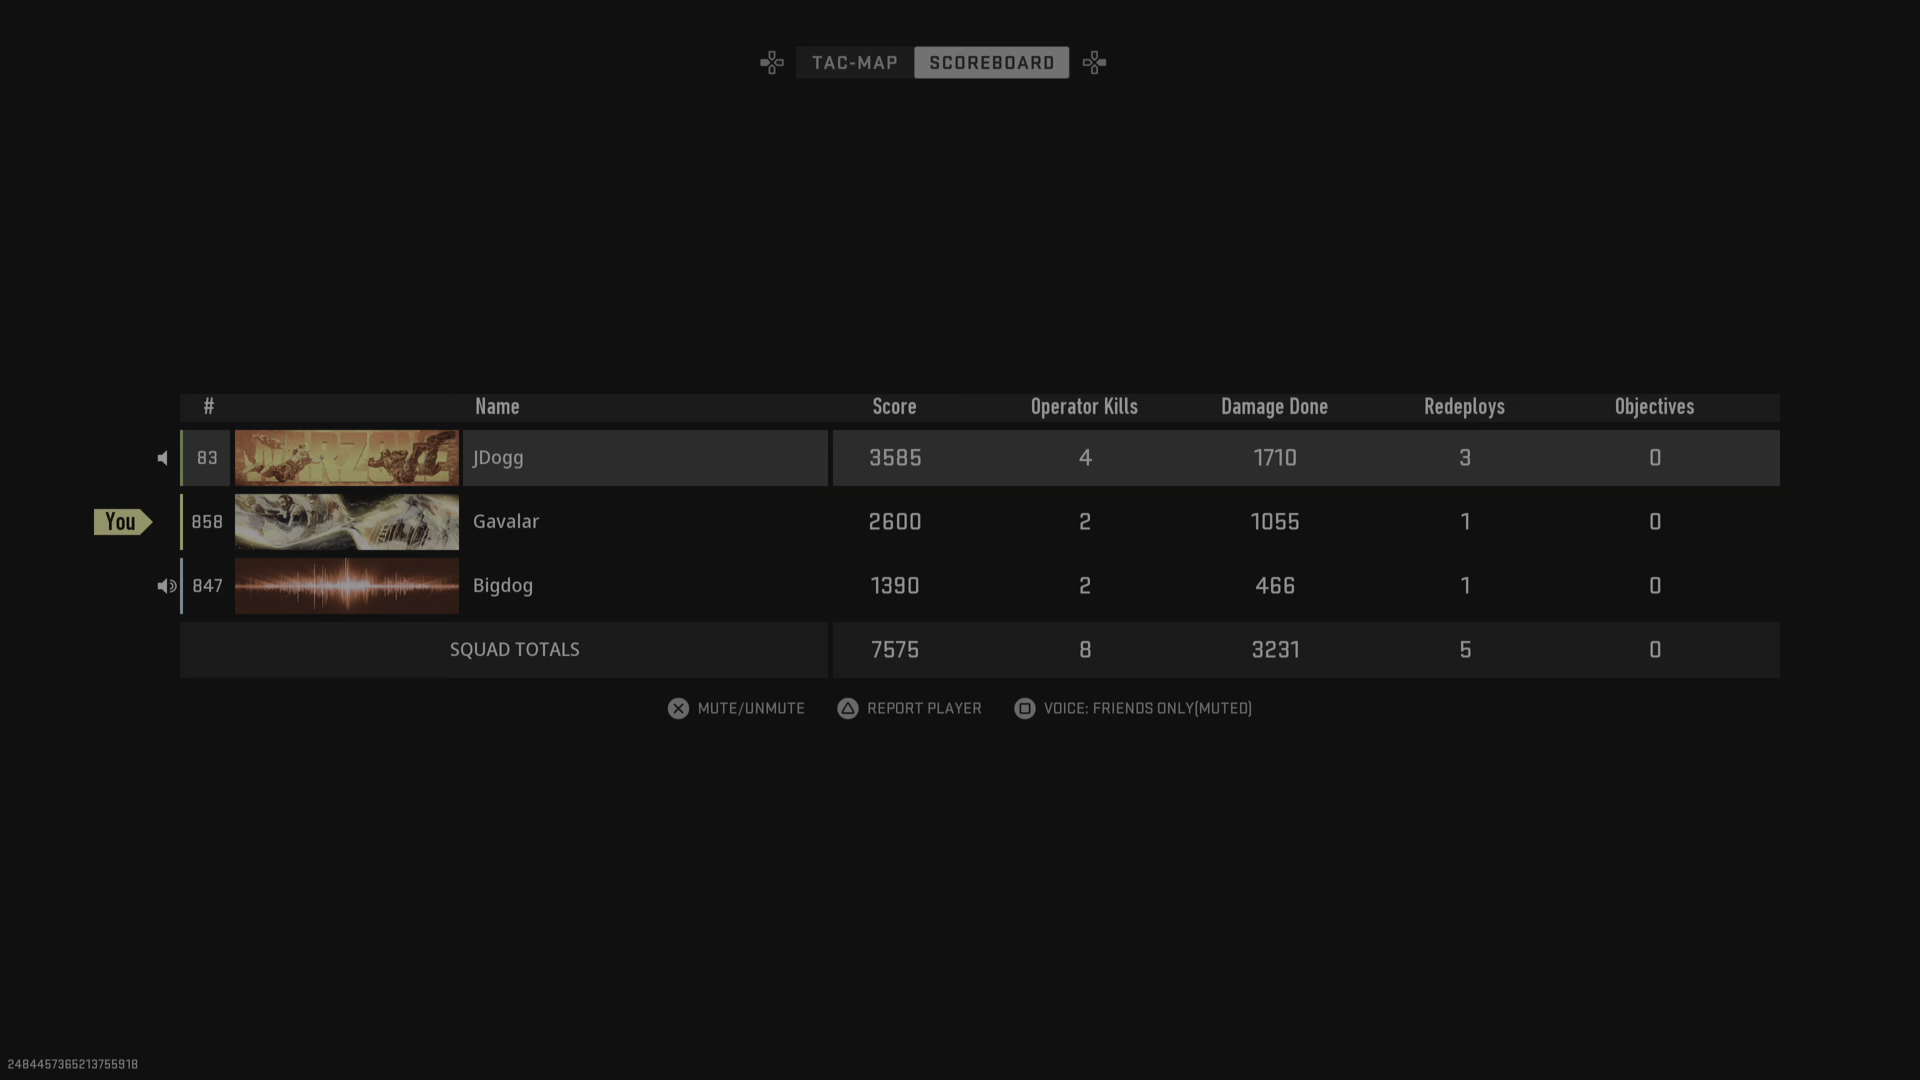 TAC-MAP SCOREBOARD
# Name Score Operator Kills Damage Done Redeploys Objectives
83 WARZONE JDogg 3585 4 1710 3 0
You 858 Gavalar 2600 2 1055 1 0
847 Bigdog 1390 2 466 1 0
SQUAD TOTALS 7575 8 3231 5 0
MUTE/UNMUTE REPORT PLAYER VOICE: FRIENDS ONLY(MUTED)
2484457365213755918